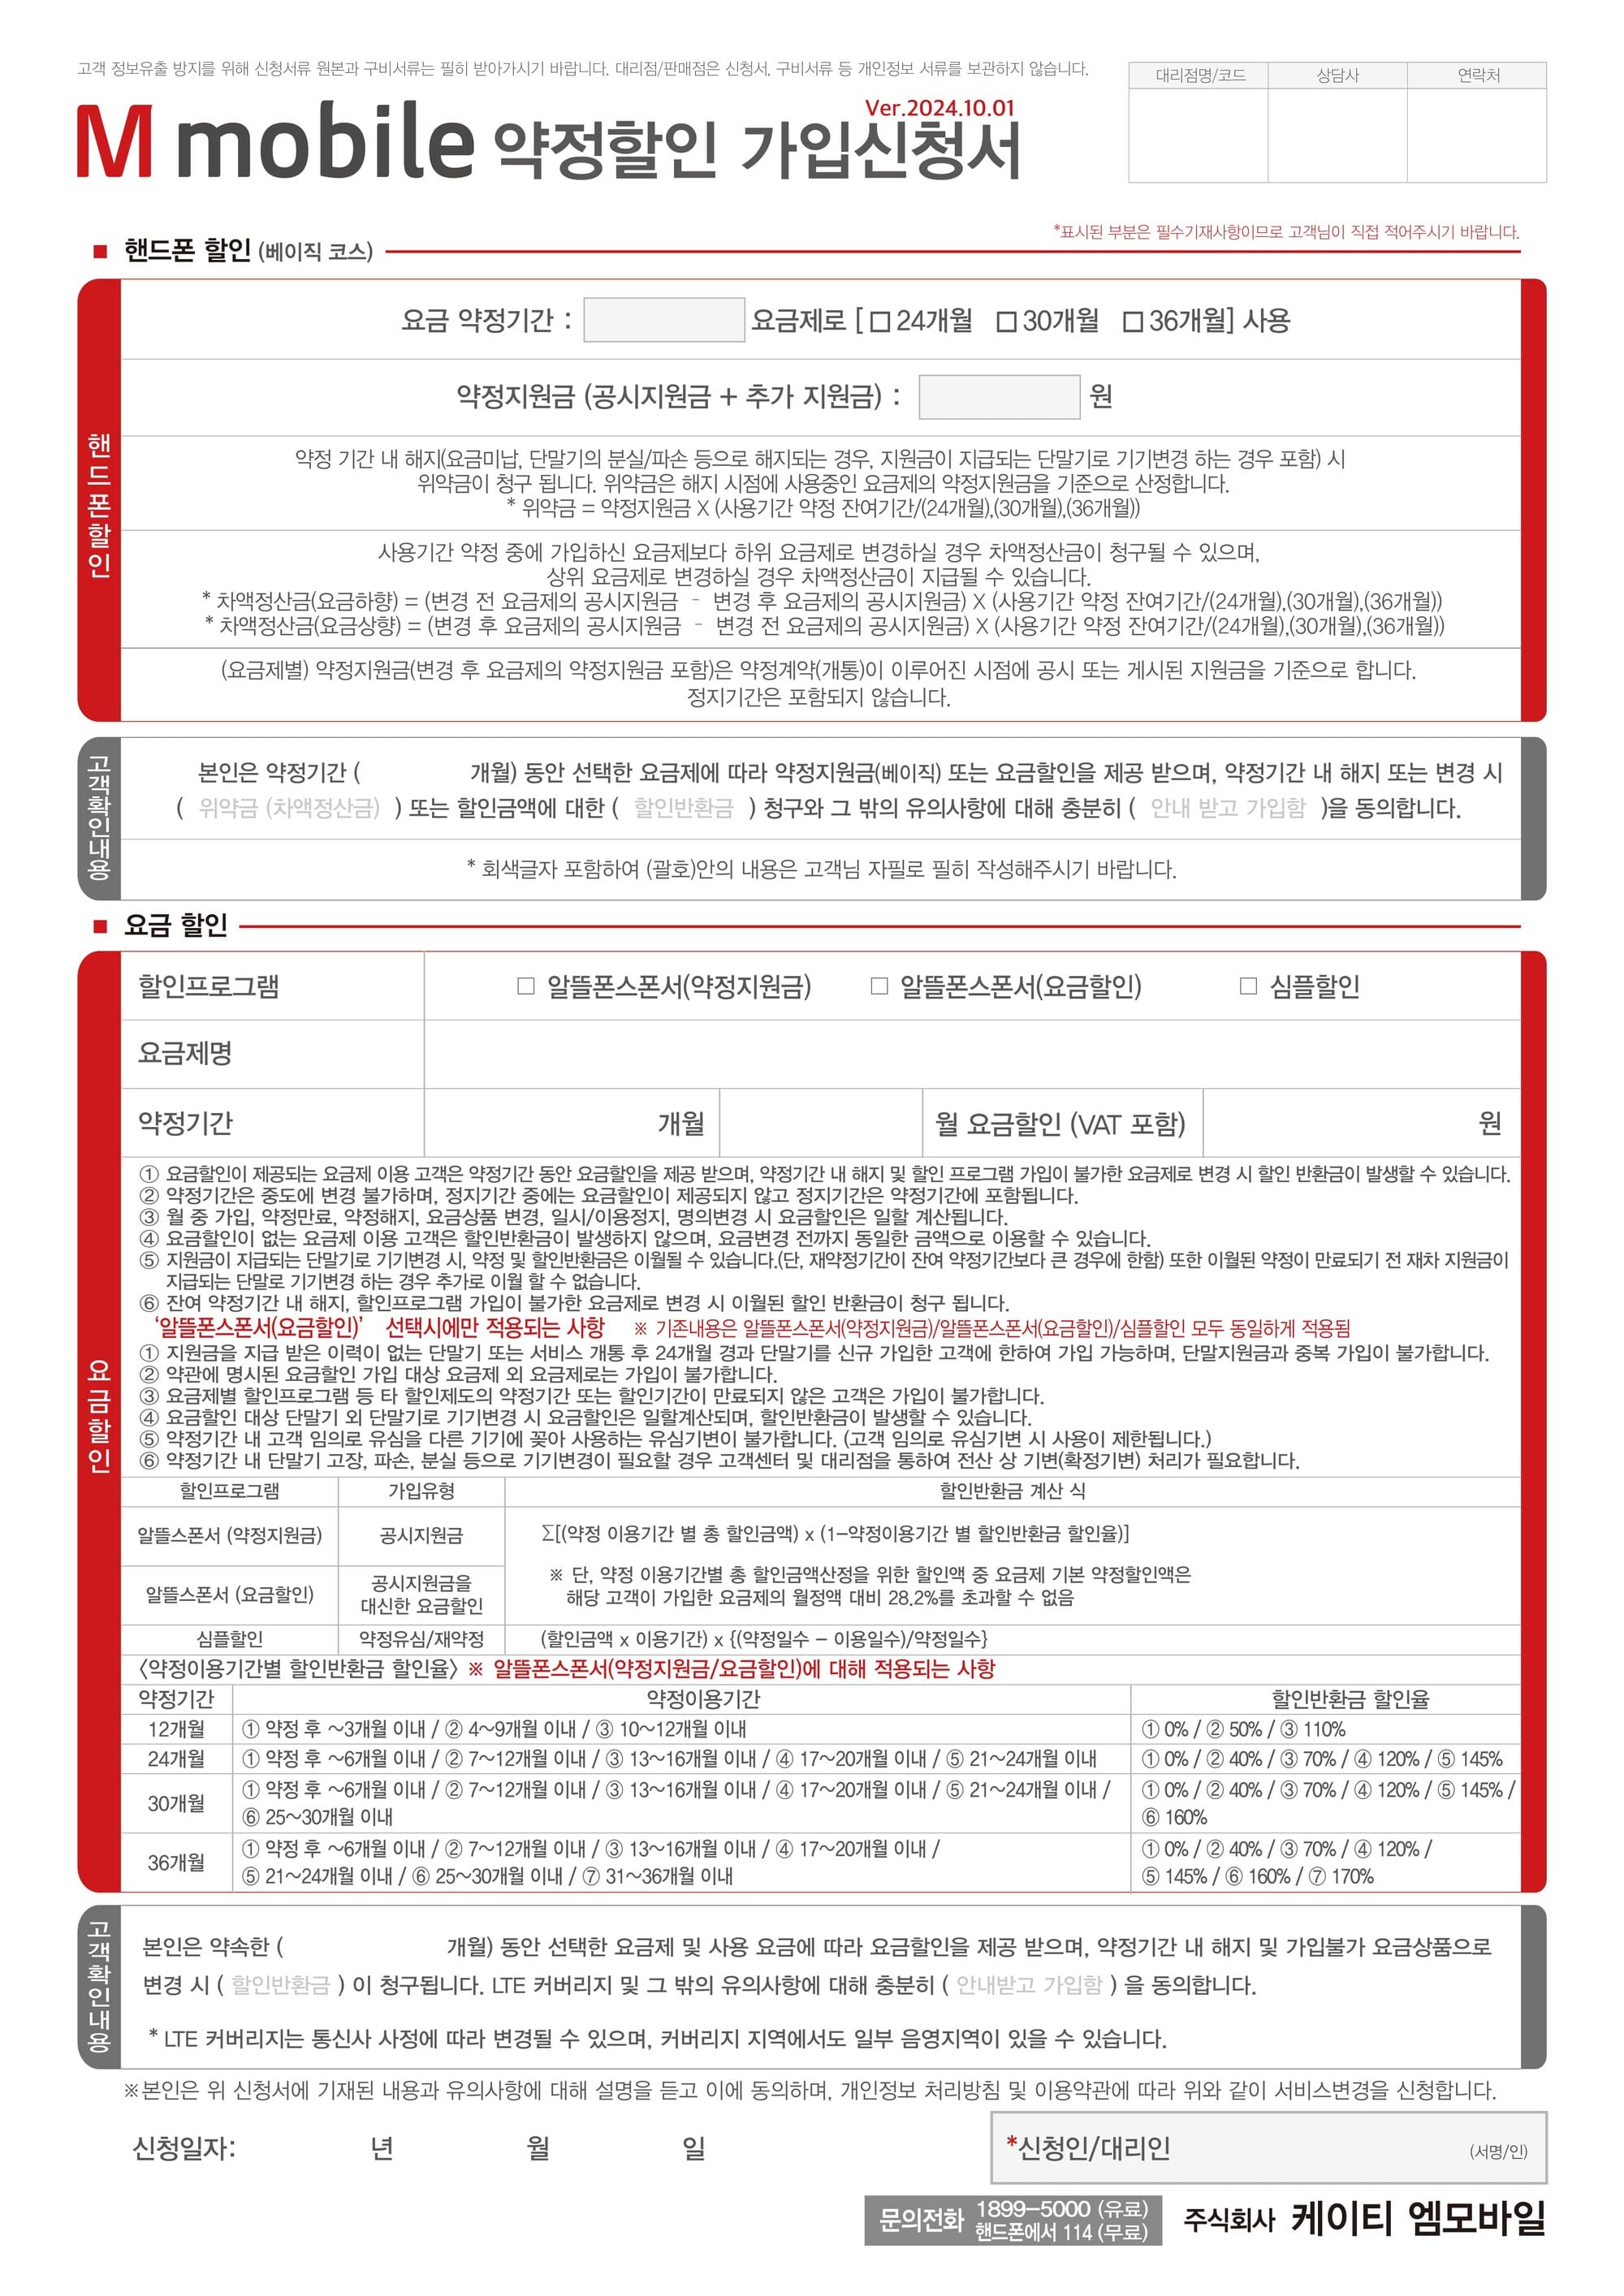 고객 정보유출 방지를 위해 신청서류 원본과 구비서류는 필히 받아가시기 바랍니다. 대리점/판매점은 신청서, 구비서류 등 개인정보 서류를 보관하지 않습니다.
대리점명/코드 상담사 연락처
Ver.2024.10.01
M mobile 약정할인 가입신청서
*표시된 부분은 필수기재사항이므로 고객님이 직접 적어주시기 바랍니다.
■ 핸드폰 할인 (베이직 코스)
핸드폰할인
요금 약정기간 : 요금제로 [ □ 24개월 □ 30개월 □ 36개월] 사용
약정지원금 (공시지원금 + 추가 지원금) : 원
약정 기간 내 해지(요금미납, 단말기의 분실/파손 등으로 해지되는 경우, 지원금이 지급되는 단말기로 기기변경 하는 경우 포함) 시
위약금이 청구 됩니다. 위약금은 해지 시점에 사용중인 요금제의 약정지원금을 기준으로 산정합니다.
* 위약금 = 약정지원금 X (사용기간 약정 잔여기간/(24개월),(30개월),(36개월))
사용기간 약정 중에 가입하신 요금제보다 하위 요금제로 변경하실 경우 차액정산금이 청구될 수 있으며,
상위 요금제로 변경하실 경우 차액정산금이 지급될 수 있습니다.
* 차액정산금(요금하향) = (변경 전 요금제의 공시지원금 - 변경 후 요금제의 공시지원금) X (사용기간 약정 잔여기간/(24개월),(30개월),(36개월))
* 차액정산금(요금상향) = (변경 후 요금제의 공시지원금 - 변경 전 요금제의 공시지원금) X (사용기간 약정 잔여기간/(24개월),(30개월),(36개월))
(요금제별) 약정지원금(변경 후 요금제의 약정지원금 포함)은 약정계약(개통)이 이루어진 시점에 공시 또는 게시된 지원금을 기준으로 합니다.
정지기간은 포함되지 않습니다.
고객확인내용
본인은 약정기간 ( 개월) 동안 선택한 요금제에 따라 약정지원금(베이직) 또는 요금할인을 제공 받으며, 약정기간 내 해지 또는 변경 시
( 위약금 (차액정산금) ) 또는 할인금액에 대한 ( 할인반환금 ) 청구와 그 밖의 유의사항에 대해 충분히 ( 안내 받고 가입함 )을 동의합니다.
* 회색글자 포함하여 (괄호)안의 내용은 고객님 자필로 필히 작성해주시기 바랍니다.
■ 요금 할인
요금할인
할인프로그램 □ 알뜰폰스폰서(약정지원금) □ 알뜰폰스폰서(요금할인) □ 심플할인
요금제명
약정기간 개월 월 요금할인 (VAT 포함) 원
① 요금할인이 제공되는 요금제 이용 고객은 약정기간 동안 요금할인을 제공 받으며, 약정기간 내 해지 및 할인 프로그램 가입이 불가한 요금제로 변경 시 할인 반환금이 발생할 수 있습니다.
② 약정기간은 중도에 변경 불가하며, 정지기간 중에는 요금할인이 제공되지 않고 정지기간은 약정기간에 포함됩니다.
③ 월 중 가입, 약정만료, 약정해지, 요금상품 변경, 일시/이용정지, 명의변경 시 요금할인은 일할 계산됩니다.
④ 요금할인이 없는 요금제 이용 고객은 할인반환금이 발생하지 않으며, 요금변경 전까지 동일한 금액으로 이용할 수 있습니다.
⑤ 지원금이 지급되는 단말기로 기기변경 시, 약정 및 할인반환금은 이월될 수 있습니다.(단, 재약정기간이 잔여 약정기간보다 큰 경우에 한함) 또한 이월된 약정이 만료되기 전 재차 지원금이
지급되는 단말로 기기변경 하는 경우 추가로 이월 할 수 없습니다.
⑥ 잔여 약정기간 내 해지, 할인프로그램 가입이 불가한 요금제로 변경 시 이월된 할인 반환금이 청구 됩니다.
‘알뜰폰스폰서(요금할인)’ 선택시에만 적용되는 사항 ※ 기존내용은 알뜰폰스폰서(약정지원금)/알뜰폰스폰서(요금할인)/심플할인 모두 동일하게 적용됨
① 지원금을 지급 받은 이력이 없는 단말기 또는 서비스 개통 후 24개월 경과 단말기를 신규 가입한 고객에 한하여 가입 가능하며, 단말지원금과 중복 가입이 불가합니다.
② 약관에 명시된 요금할인 가입 대상 요금제 외 요금제로는 가입이 불가합니다.
③ 요금제별 할인프로그램 등 타 할인제도의 약정기간 또는 할인기간이 만료되지 않은 고객은 가입이 불가합니다.
④ 요금할인 대상 단말기 외 단말기로 기기변경 시 요금할인은 일할계산되며, 할인반환금이 발생할 수 있습니다.
⑤ 약정기간 내 고객 임의로 유심을 다른 기기에 꽂아 사용하는 유심기변이 불가합니다. (고객 임의로 유심기변 시 사용이 제한됩니다.)
⑥ 약정기간 내 단말기 고장, 파손, 분실 등으로 기기변경이 필요할 경우 고객센터 및 대리점을 통하여 전산 상 기변(확정기변) 처리가 필요합니다.
할인프로그램 가입유형 할인반환금 계산 식
알뜰스폰서 (약정지원금) 공시지원금 Σ[(약정 이용기간 별 총 할인금액) x (1-약정이용기간 별 할인반환금 할인율)]
※ 단, 약정 이용기간별 총 할인금액산정을 위한 할인액 중 요금제 기본 약정할인액은
알뜰스폰서 (요금할인) 공시지원금을 대신한 요금할인 해당 고객이 가입한 요금제의 월정액 대비 28.2%를 초과할 수 없음
심플할인 약정유심/재약정 (할인금액 x 이용기간) x {(약정일수 - 이용일수)/약정일수}
〈약정이용기간별 할인반환금 할인율〉 ※ 알뜰폰스폰서(약정지원금/요금할인)에 대해 적용되는 사항
약정기간 약정이용기간 할인반환금 할인율
12개월 ① 약정 후 ~3개월 이내 / ② 4~9개월 이내 / ③ 10~12개월 이내 ① 0% / ② 50% / ③ 110%
24개월 ① 약정 후 ~6개월 이내 / ② 7~12개월 이내 / ③ 13~16개월 이내 / ④ 17~20개월 이내 / ⑤ 21~24개월 이내 ① 0% / ② 40% / ③ 70% / ④ 120% / ⑤ 145%
30개월 ① 약정 후 ~6개월 이내 / ② 7~12개월 이내 / ③ 13~16개월 이내 / ④ 17~20개월 이내 / ⑤ 21~24개월 이내 / ① 0% / ② 40% / ③ 70% / ④ 120% / ⑤ 145% /
⑥ 25~30개월 이내 ⑥ 160%
36개월 ① 약정 후 ~6개월 이내 / ② 7~12개월 이내 / ③ 13~16개월 이내 / ④ 17~20개월 이내 / ① 0% / ② 40% / ③ 70% / ④ 120% /
⑤ 21~24개월 이내 / ⑥ 25~30개월 이내 / ⑦ 31~36개월 이내 ⑤ 145% / ⑥ 160% / ⑦ 170%
고객확인내용
본인은 약속한 ( 개월) 동안 선택한 요금제 및 사용 요금에 따라 요금할인을 제공 받으며, 약정기간 내 해지 및 가입불가 요금상품으로
변경 시 ( 할인반환금 ) 이 청구됩니다. LTE 커버리지 및 그 밖의 유의사항에 대해 충분히 ( 안내받고 가입함 ) 을 동의합니다.
* LTE 커버리지는 통신사 사정에 따라 변경될 수 있으며, 커버리지 지역에서도 일부 음영지역이 있을 수 있습니다.
※본인은 위 신청서에 기재된 내용과 유의사항에 대해 설명을 듣고 이에 동의하며, 개인정보 처리방침 및 이용약관에 따라 위와 같이 서비스변경을 신청합니다.
신청일자: 년 월 일 *신청인/대리인 (서명/인)
문의전화 1899-5000 (유료)
핸드폰에서 114 (무료)
주식회사 케이티 엠모바일